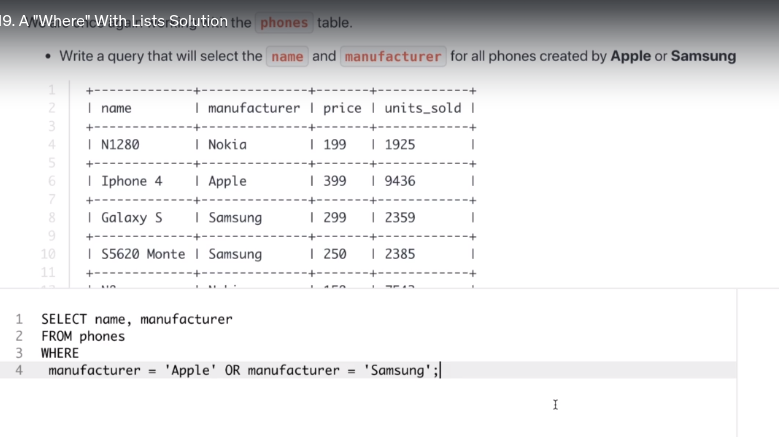 19. A "Where" With Lists Solution
the phones table.
• Write a query that will select the name and manufacturer for all phones created by Apple or Samsung
1 +-------------+--------------+-------+------------+
2 | name | manufacturer | price | units_sold |
3 +-------------+--------------+-------+------------+
4 | N1280 | Nokia | 199 | 1925 |
5 +-------------+--------------+-------+------------+
6 | Iphone 4 | Apple | 399 | 9436 |
7 +-------------+--------------+-------+------------+
8 | Galaxy S | Samsung | 299 | 2359 |
9 +-------------+--------------+-------+------------+
10 | S5620 Monte | Samsung | 250 | 2385 |
11 +-------------+--------------+-------+------------+
1 SELECT name, manufacturer
2 FROM phones
3 WHERE
4 manufacturer = 'Apple' OR manufacturer = 'Samsung';